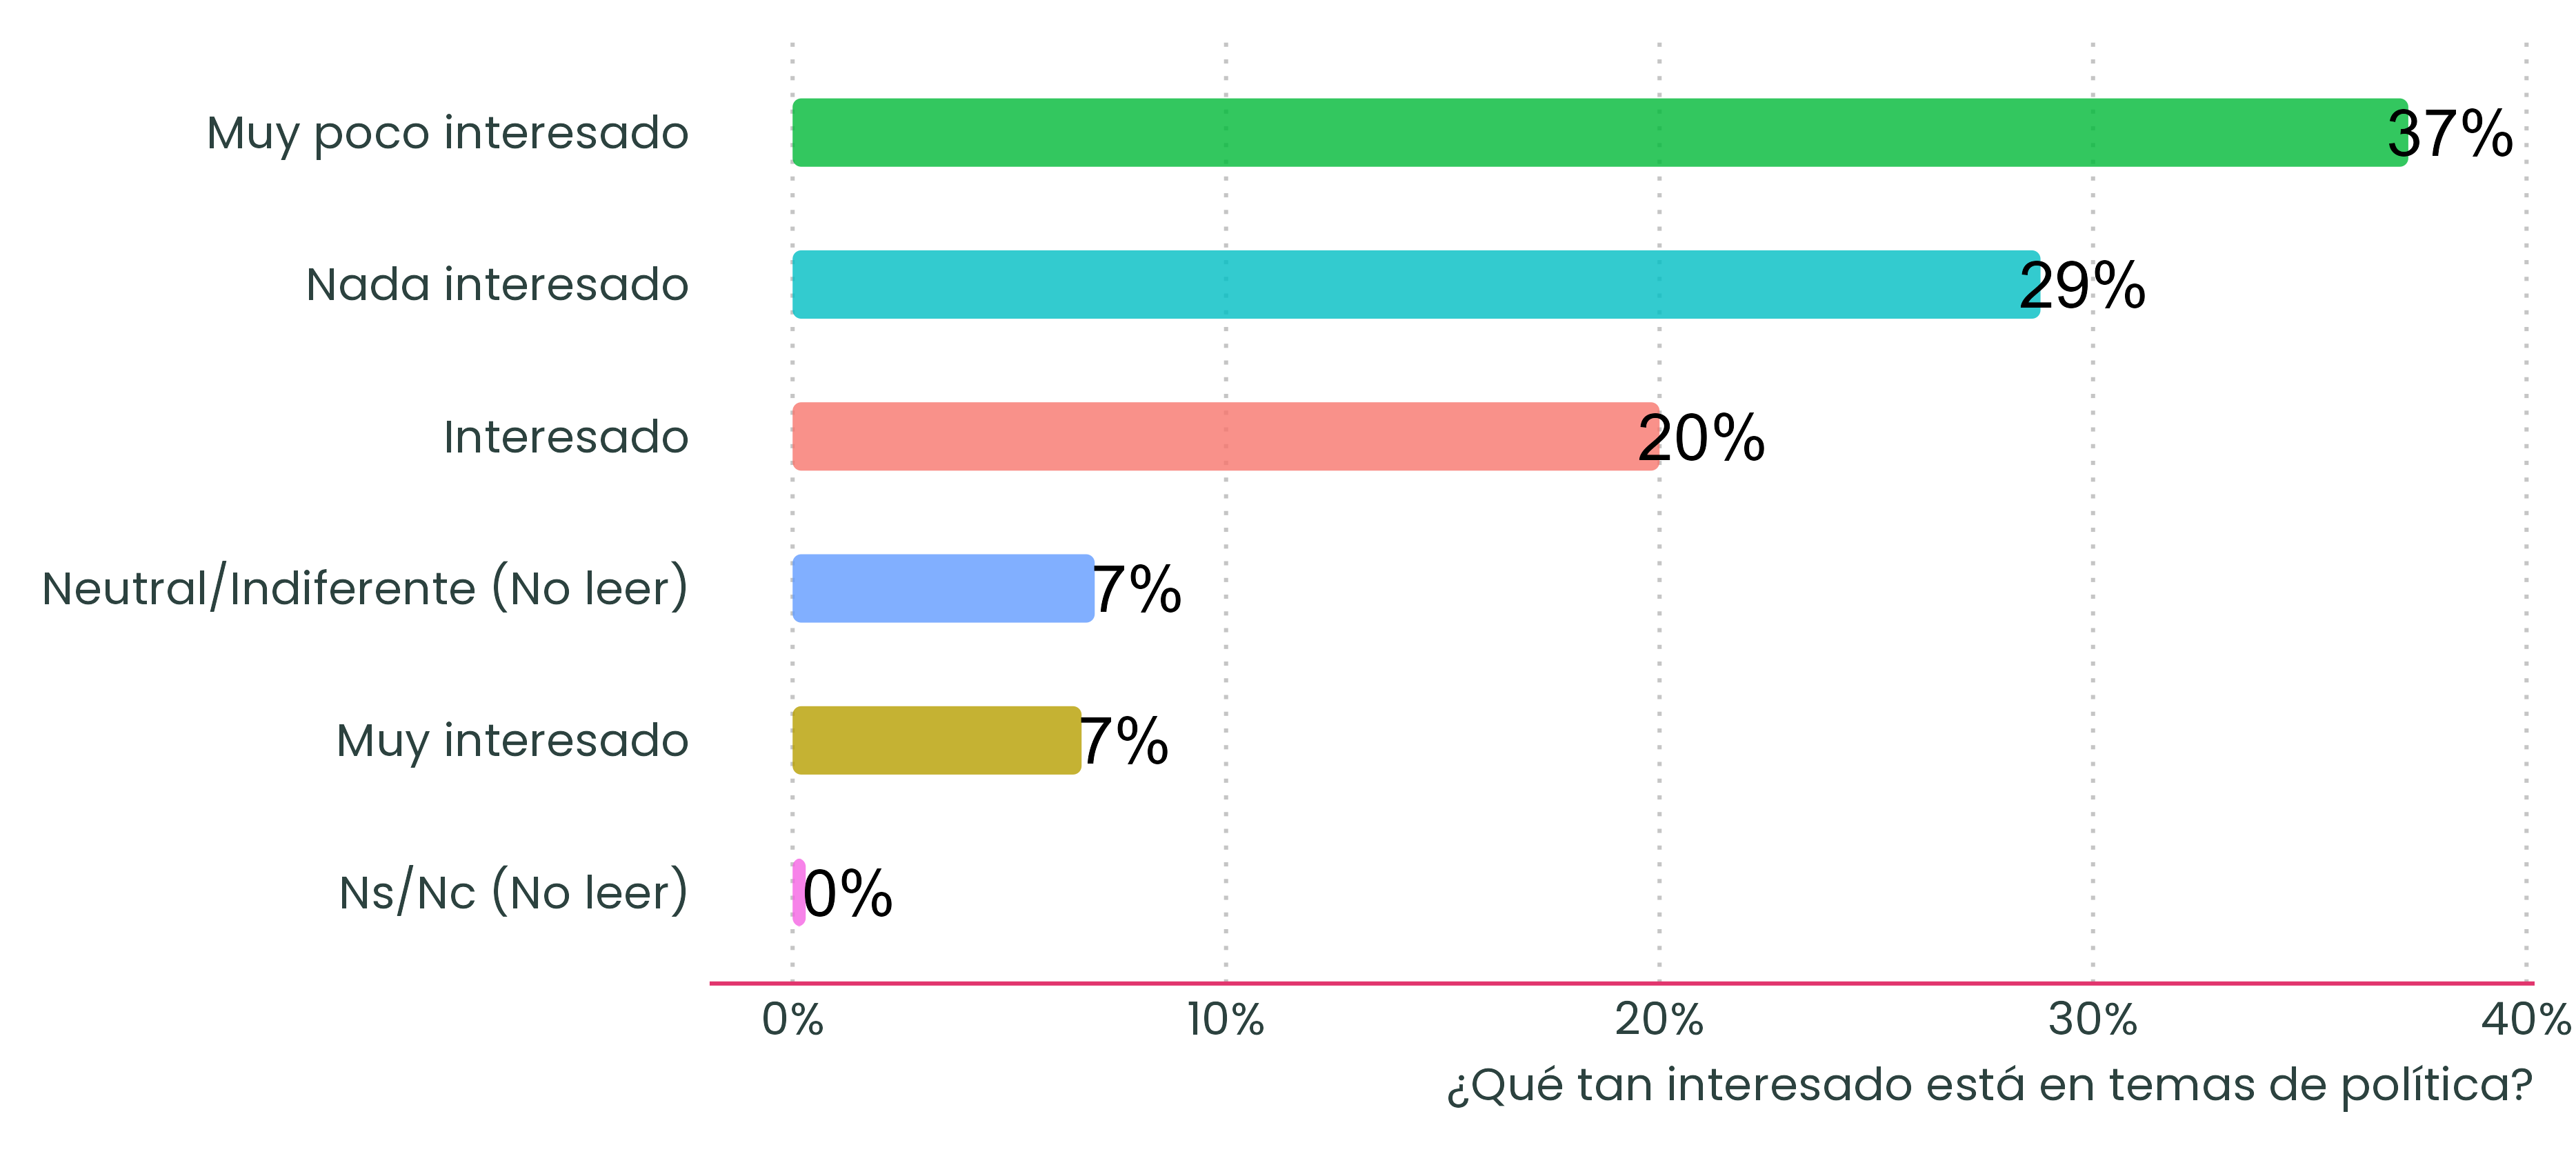 Muy poco interesado 37%
Nada interesado 29%
Interesado 20%
Neutral/Indiferente (No leer) 7%
Muy interesado 7%
Ns/Nc (No leer) 0%
0% 10% 20% 30% 40%
¿Qué tan interesado está en temas de política?